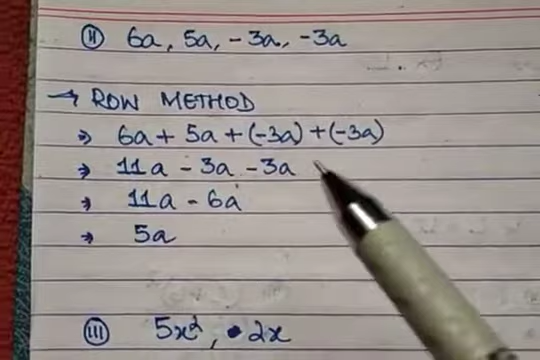 (ii) 6a, 5a, -3a, -3a
→ ROW METHOD
⇒ 6a + 5a + (-3a) + (-3a)
⇒ 11a - 3a - 3a
⇒ 11a - 6a
⇒ 5a
(iii) 5x², 2x